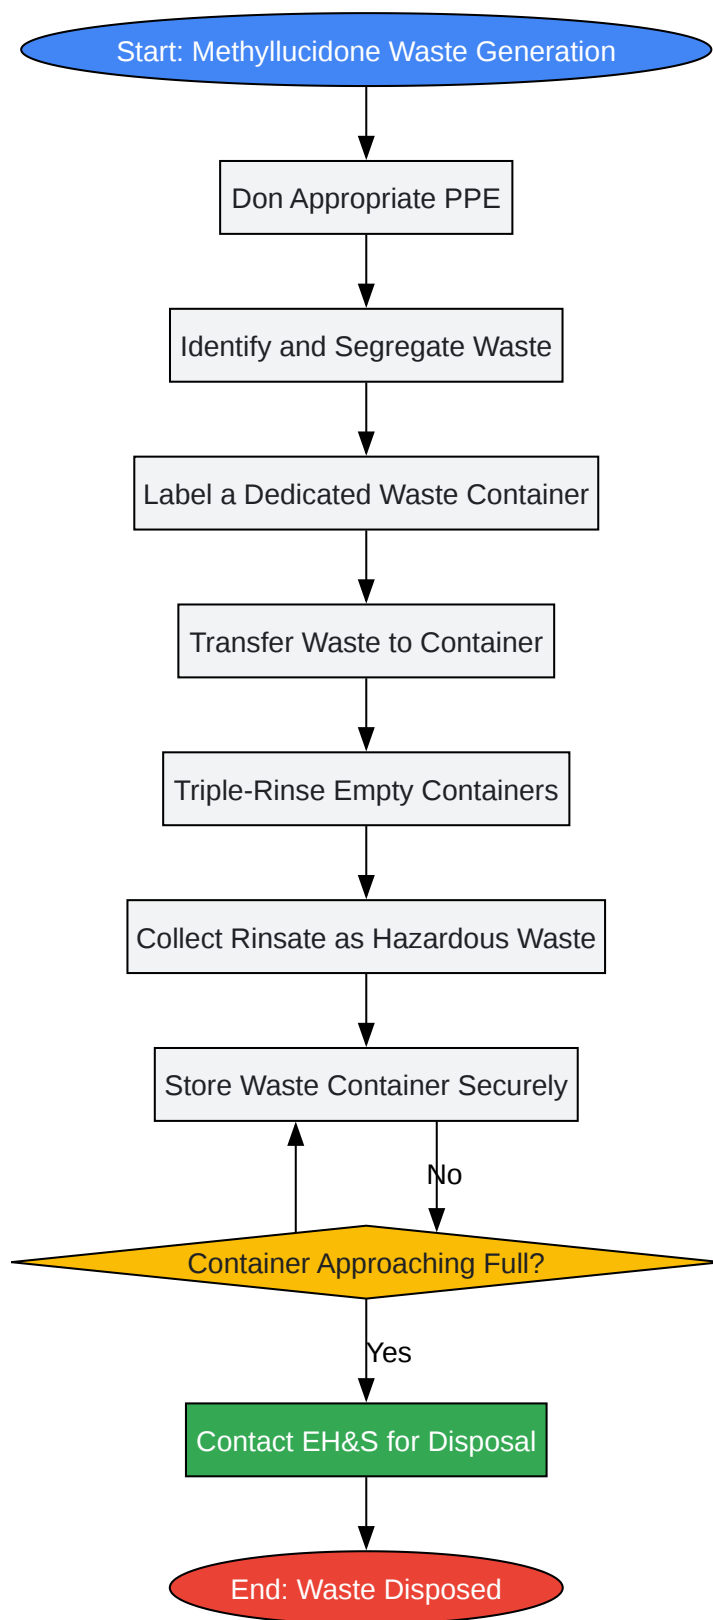 Start: Methyllucidone Waste Generation
Don Appropriate PPE
Identify and Segregate Waste
Label a Dedicated Waste Container
Transfer Waste to Container
Triple-Rinse Empty Containers
Collect Rinsate as Hazardous Waste
Store Waste Container Securely
No
Container Approaching Full?
Yes
Contact EH&S for Disposal
End: Waste Disposed